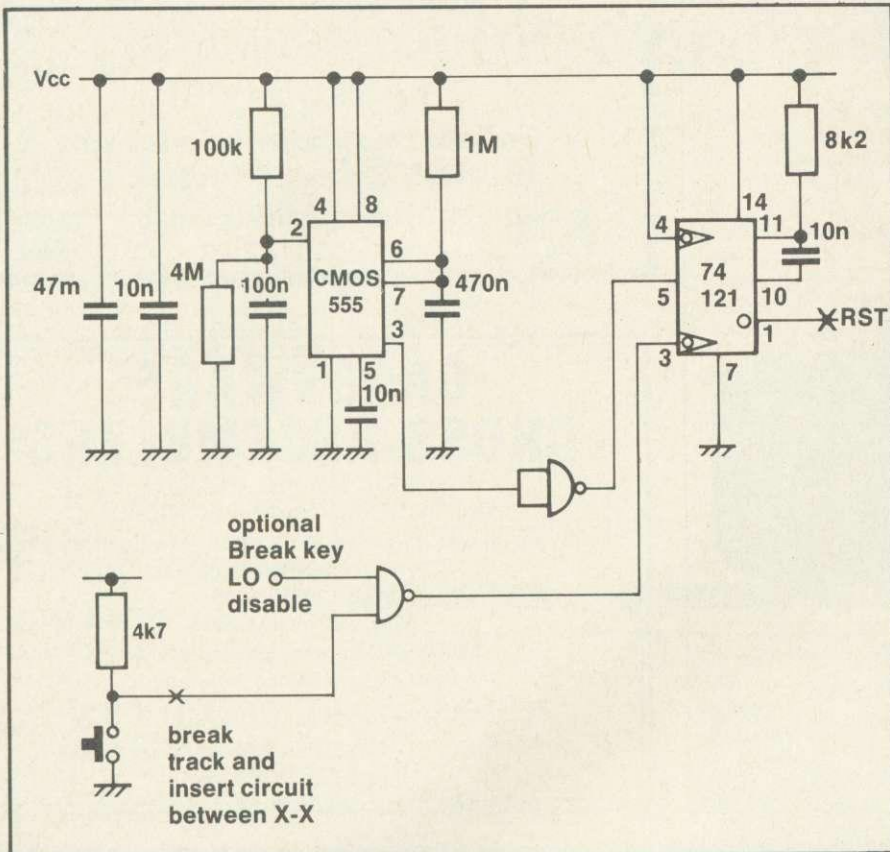 Vcc
100k
1M
8k2
4
8
14
2
4
11
6
10n
47m
10n
4M
100n
CMOS
555
7
470n
5
74
121
10
3
1
RST
3
1
5
7
10n
optional
Break key
LO
disable
4k7
break
track and
insert circuit
between X-X